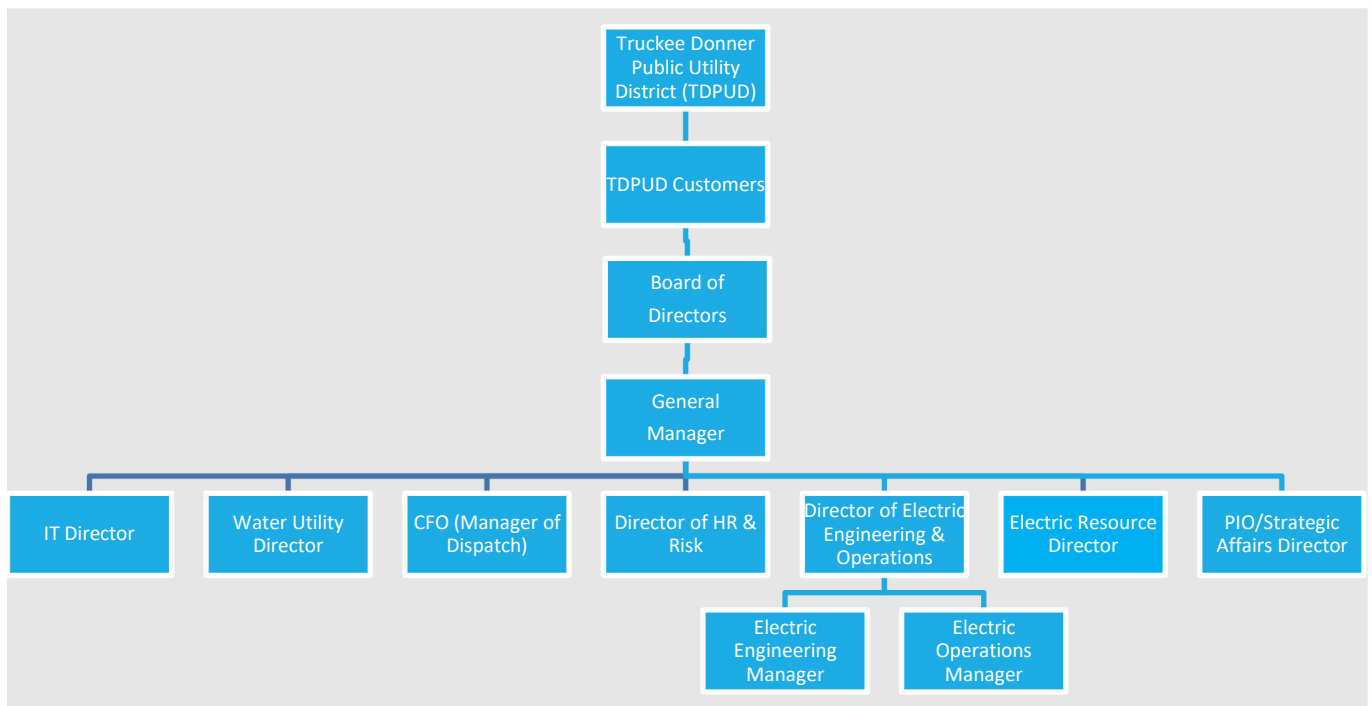 Truckee Donner
Public Utility
District (TDPUD)
TDPUD Customers
Board of
Directors
General
Manager
IT Director
Water Utility
Director
CFO (Manager of
Dispatch)
Director of HR &
Risk
Director of Electric
Engineering &
Operations
Electric Resource
Director
PIO/Strategic
Affairs Director
Electric
Engineering
Manager
Electric
Operations
Manager